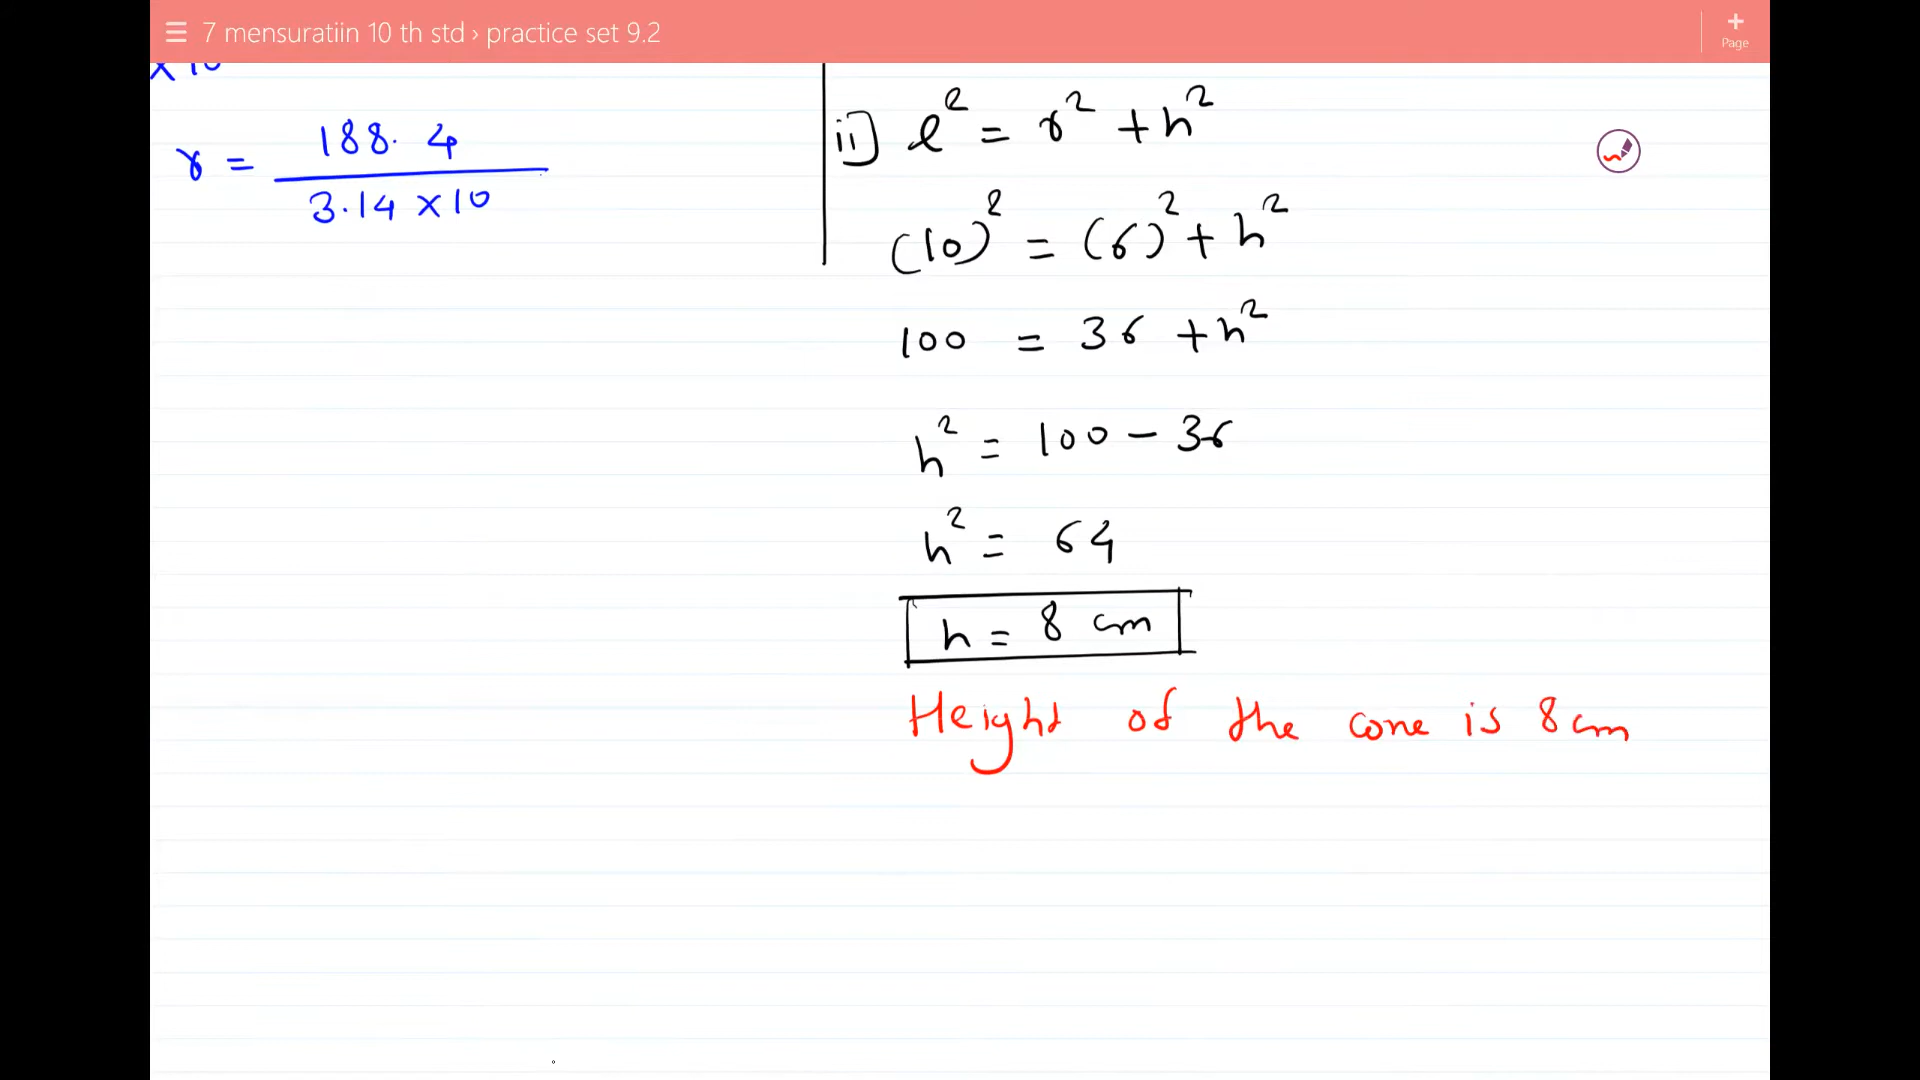 7 mensuratiin 10 th std › practice set 9.2
+
Page
x10
r = 188.4 / 3.14 x 10
ii) l² = r² + h²
(10)² = (6)² + h²
100 = 36 + h²
h² = 100 - 36
h² = 64
h = 8 cm
Height of the cone is 8 cm